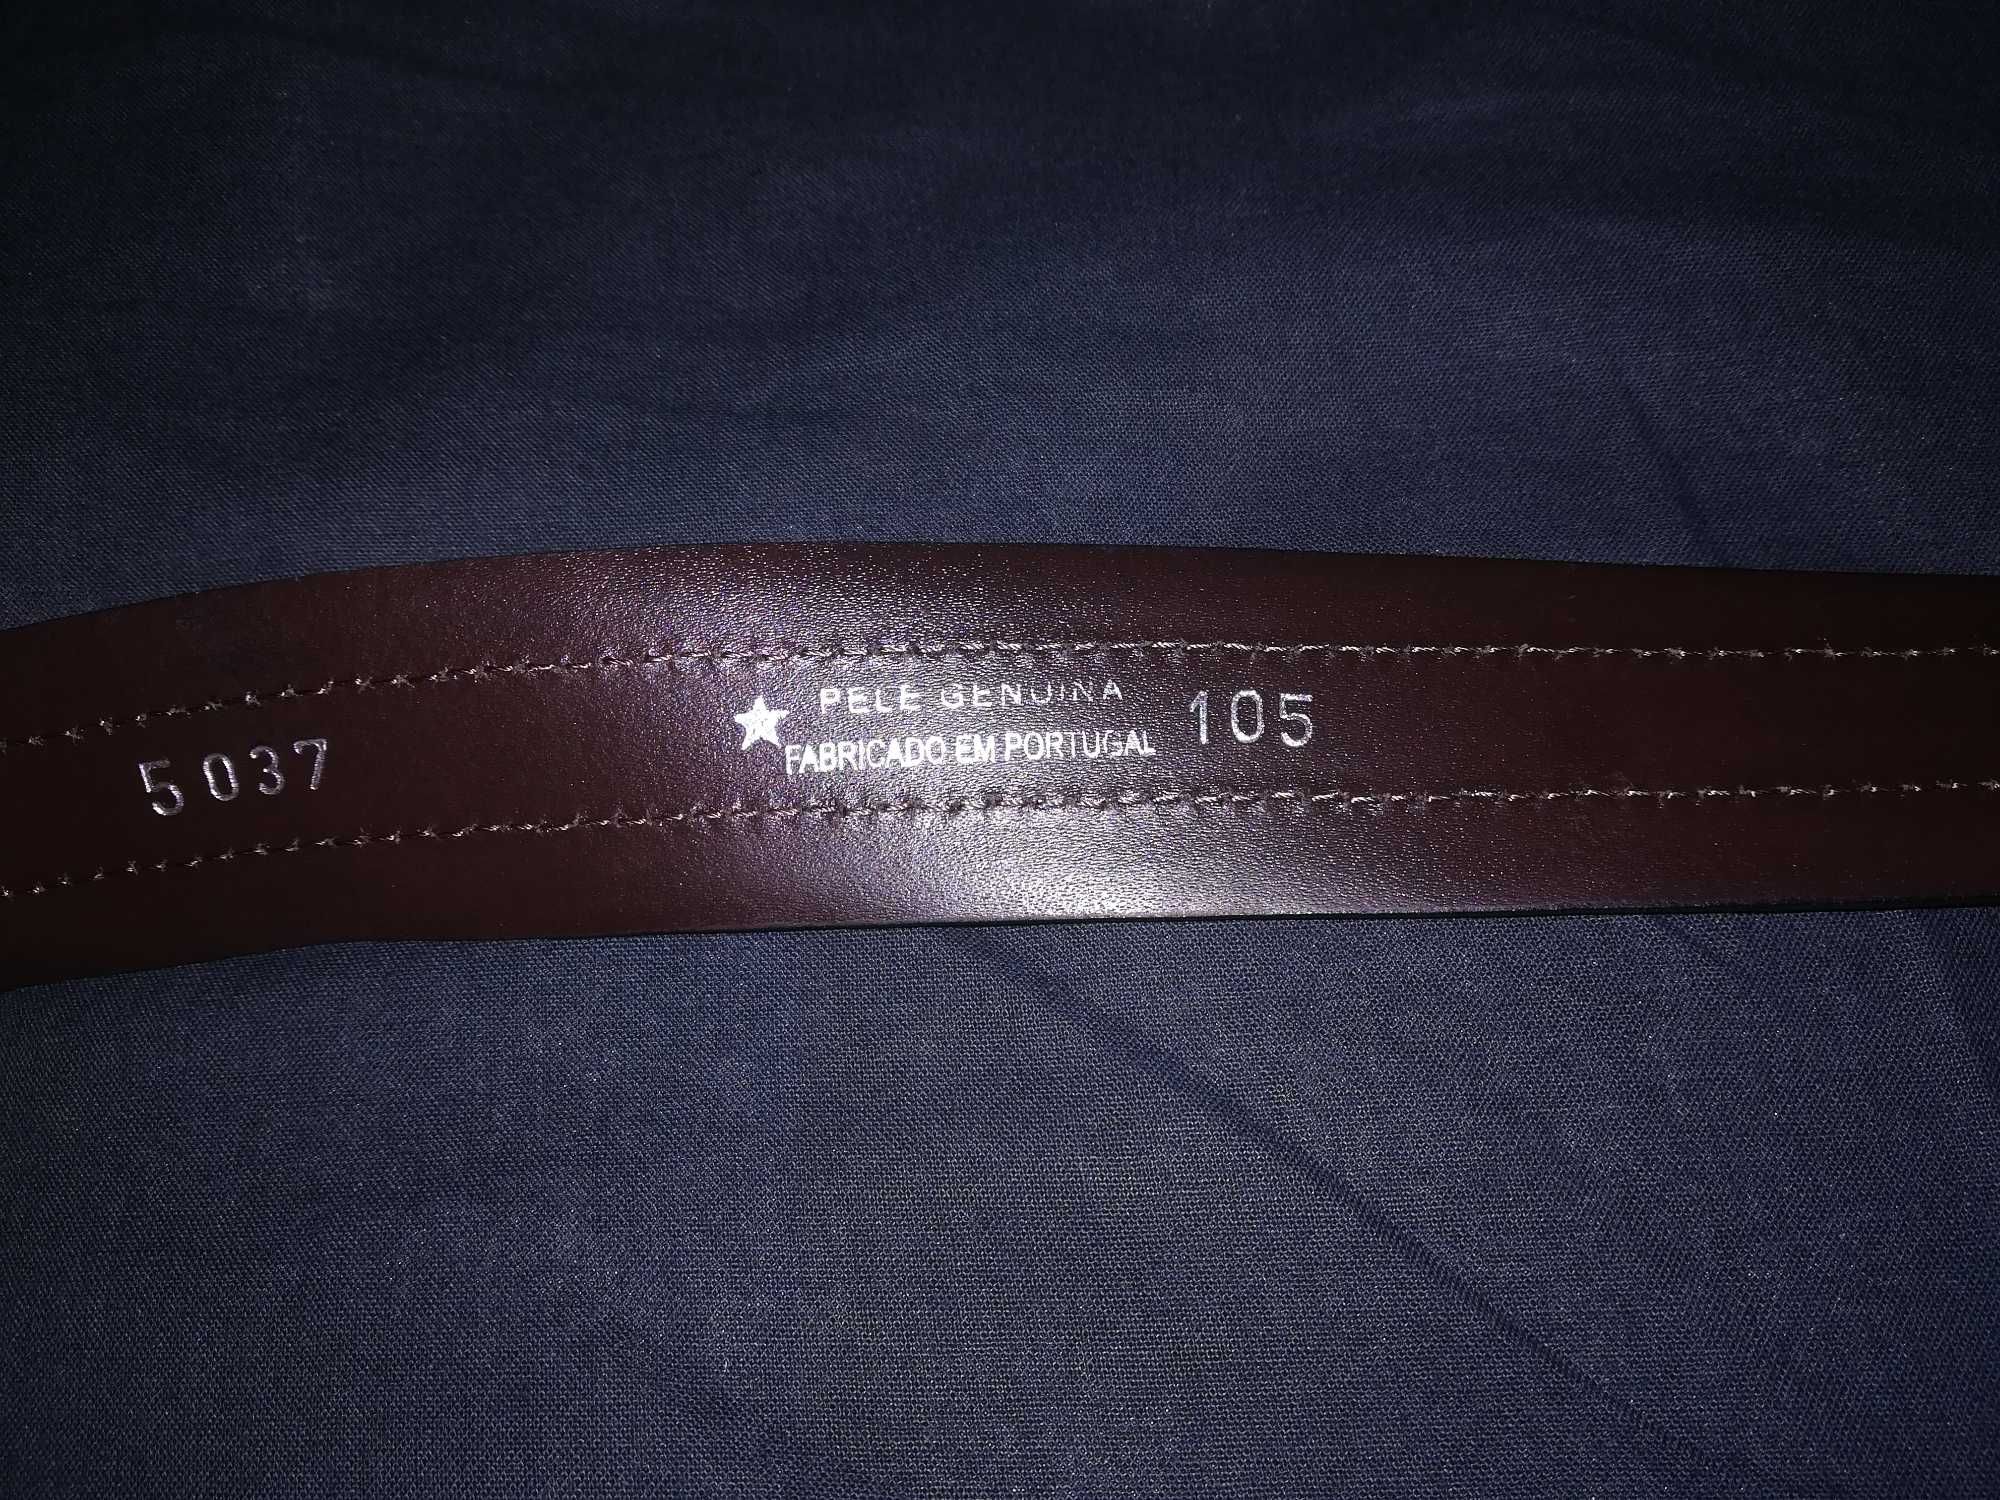 5037
PELE GENUINA
FABRICADO EM PORTUGAL
105